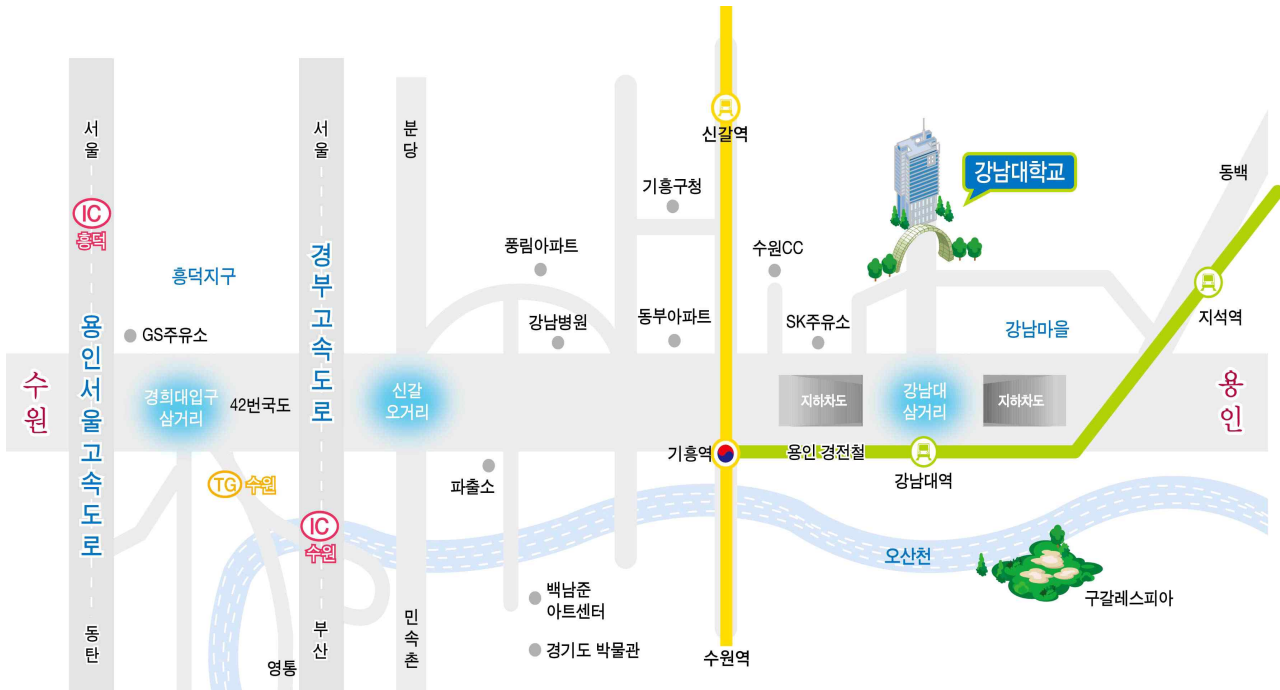 서울
서울
분당
신갈역
강남대학교
동백
기흥구청
IC
흥덕
풍림아파트
수원CC
흥덕지구
경부고속도로
강남병원
동부아파트
SK주유소
강남마을
지석역
GS주유소
용인서울고속도로
수원
경희대입구
삼거리
42번국도
신갈
오거리
지하차도
강남대
삼거리
지하차도
용인
기흥역
용인 경전철
강남대역
TG 수원
파출소
IC
수원
오산천
구갈레스피아
백남준
아트센터
경기도 박물관
동탄
영통
부산
민속촌
수원역